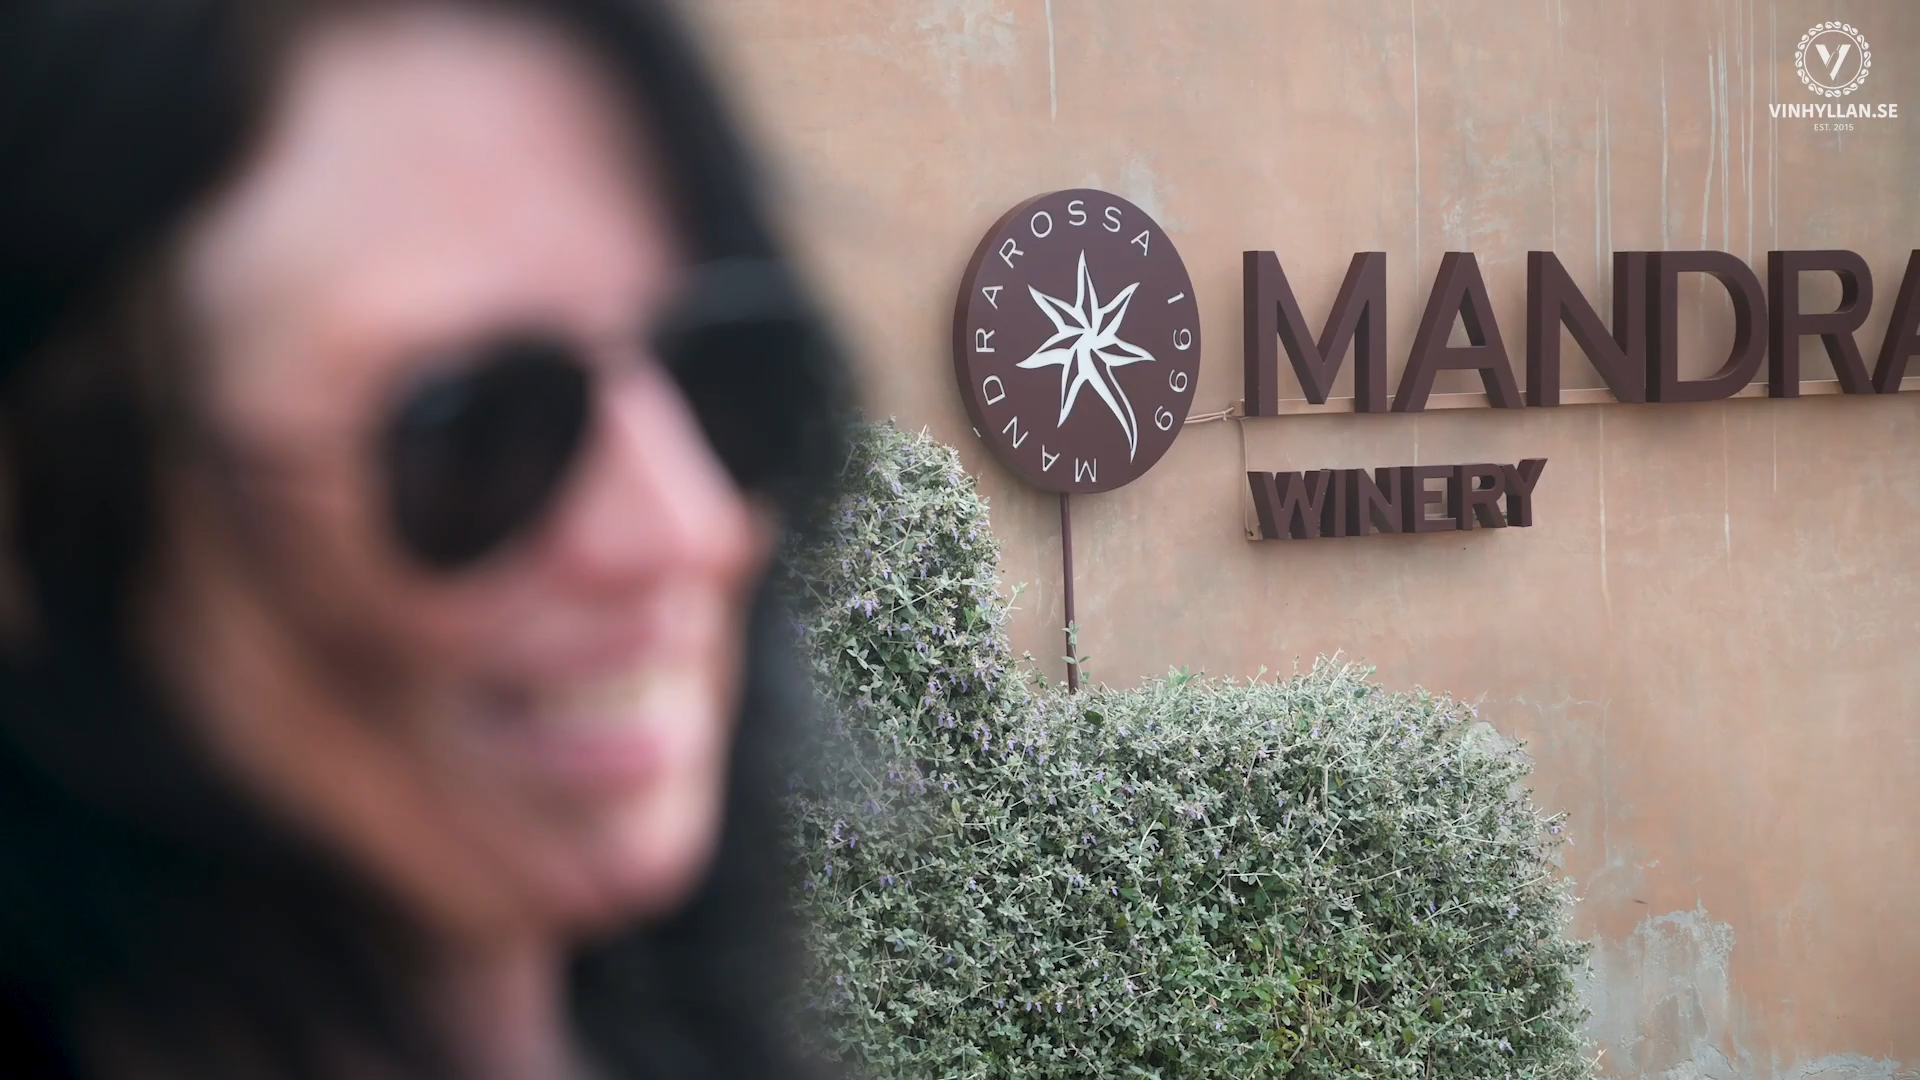 VINHYLLAN.SE
EST. 2015
MANDRAROSSA 1999
MANDRA
WINERY